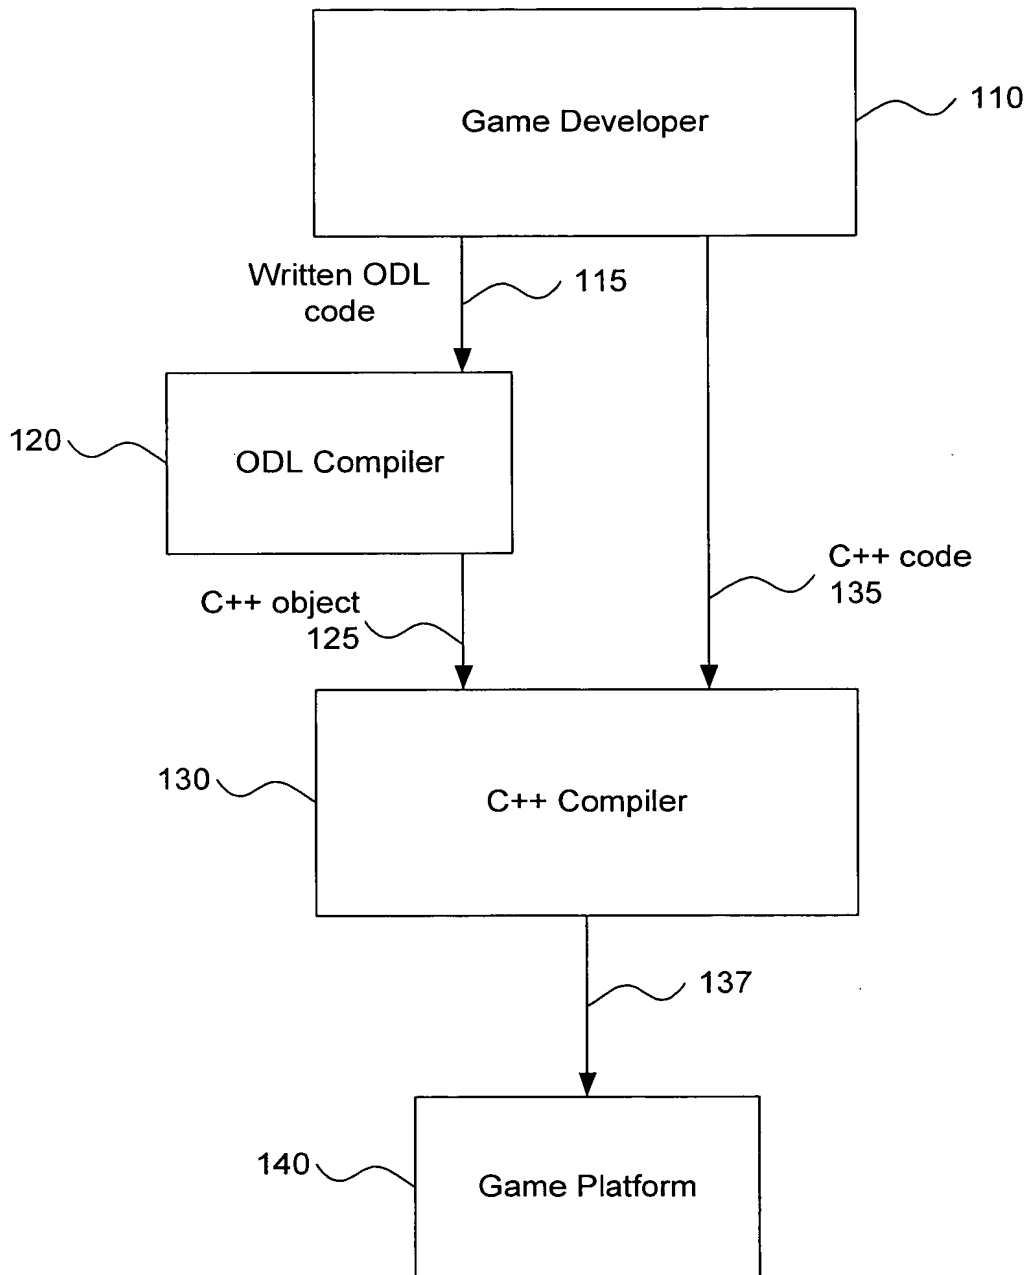 Game Developer
110
Written ODL
code
115
120
ODL Compiler
C++ object
125
C++ code
135
130
C++ Compiler
137
140
Game Platform